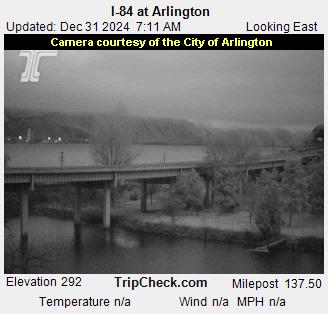 I-84 at Arlington
Updated: Dec 31 2024 7:11 AM Looking East
Camera courtesy of the City of Arlington
Elevation 292 TripCheck.com Milepost 137.50
Temperature n/a Wind n/a MPH n/a